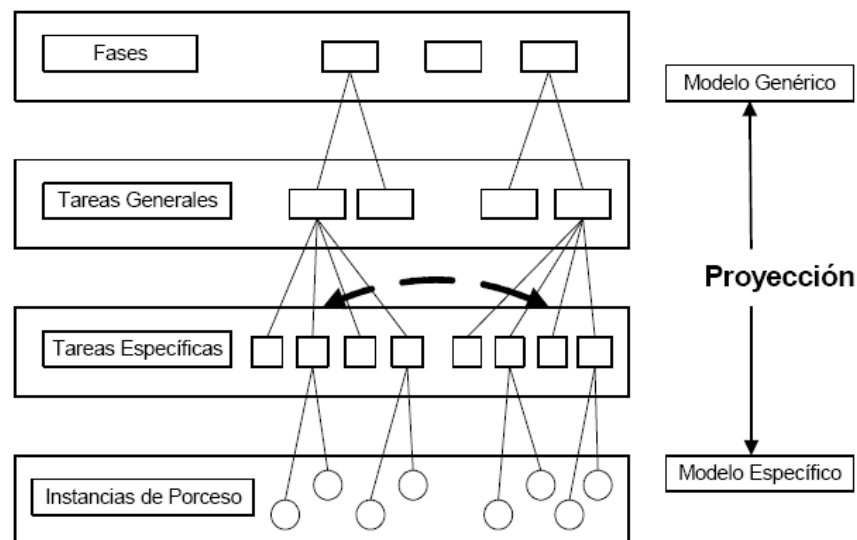 Fases
Modelo Genérico
Tareas Generales
Proyección
Tareas Específicas
Instancias de Porceso
Modelo Específico